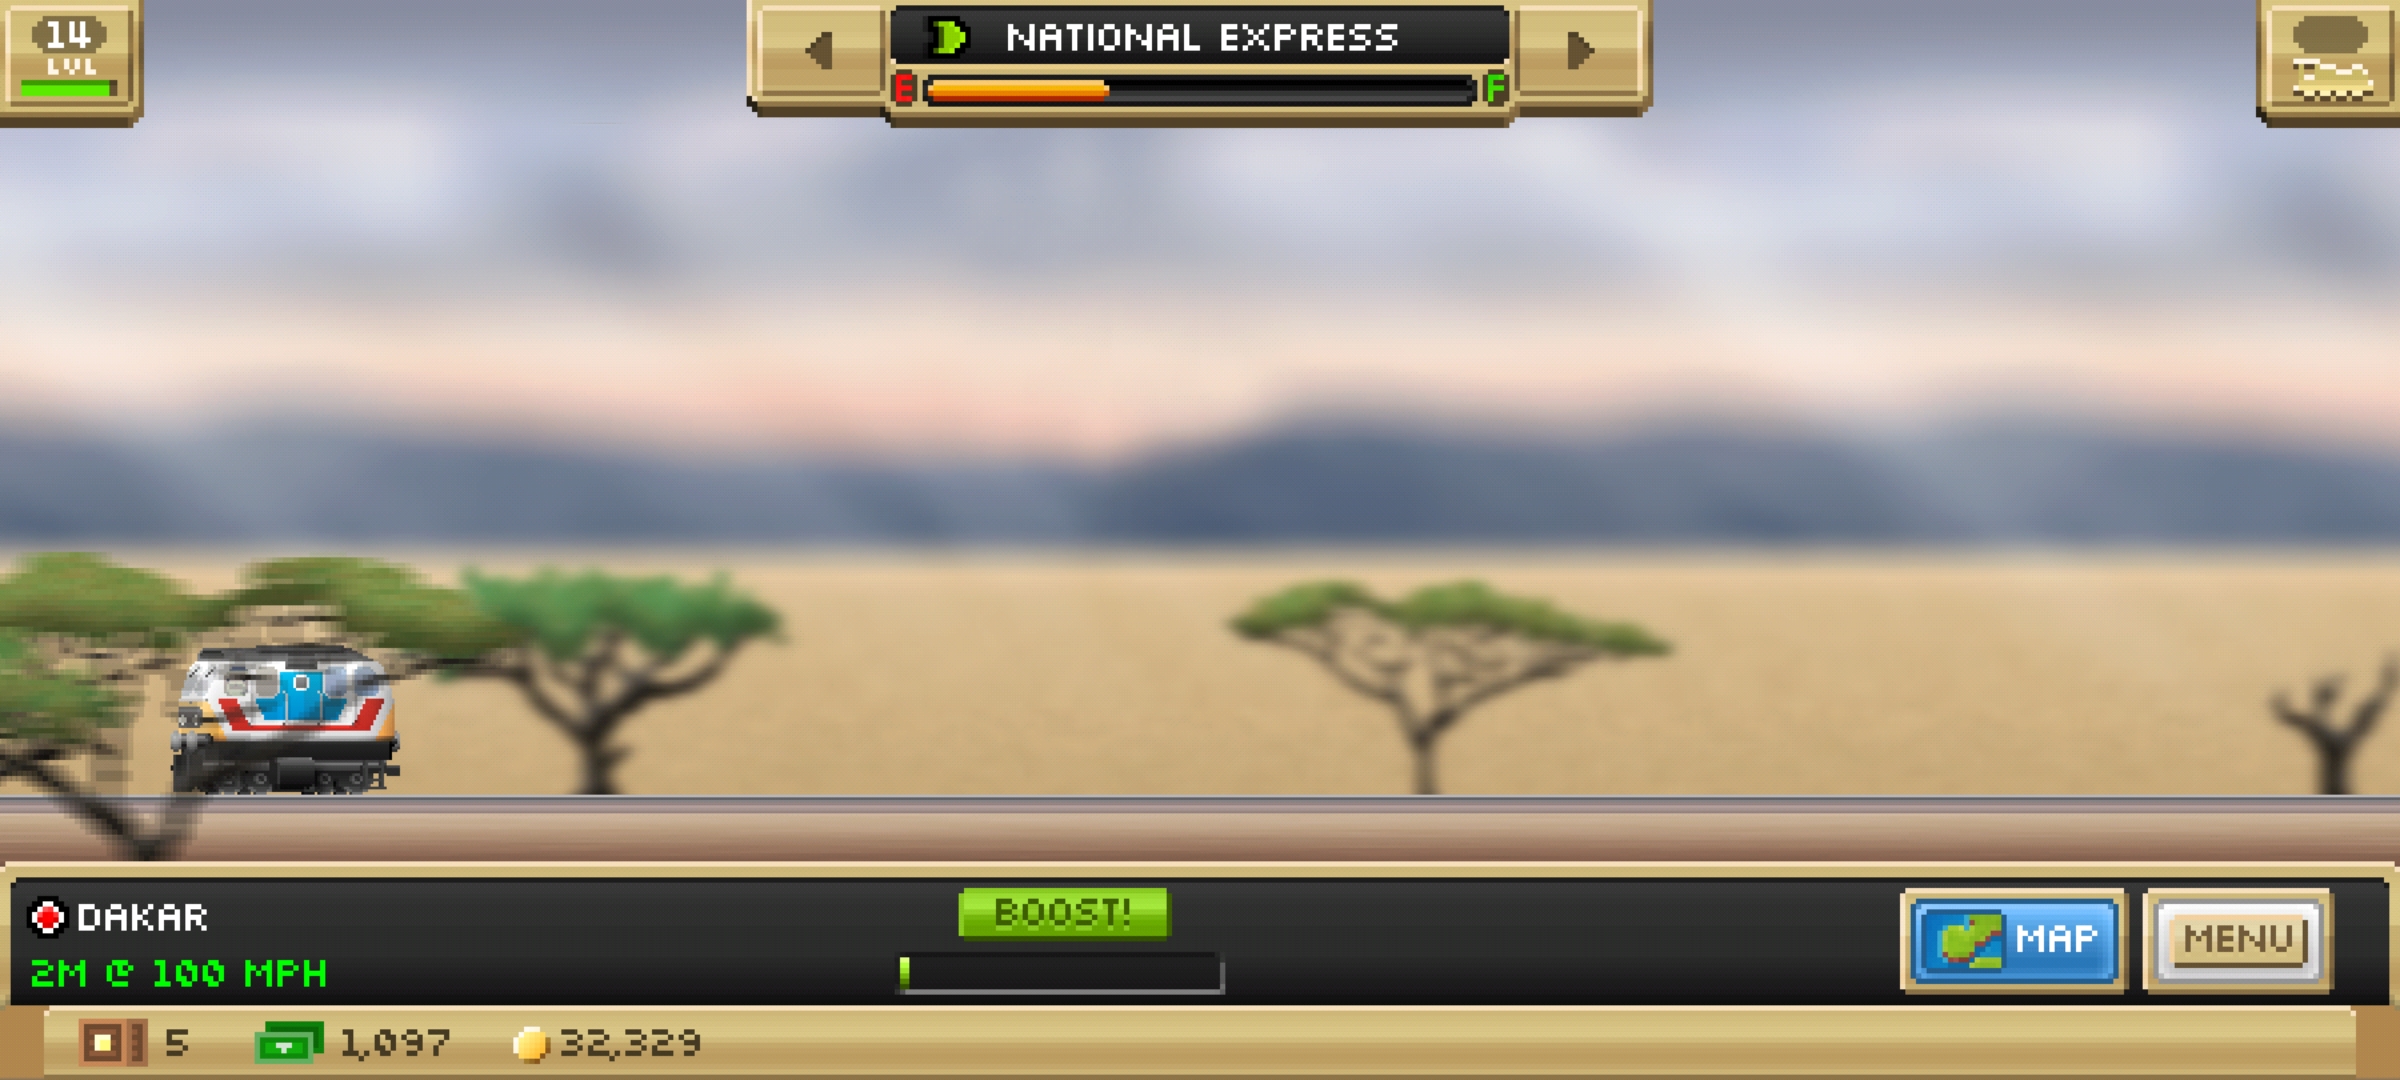 14
LVL
NATIONAL EXPRESS
E F
DAKAR
2M @ 100 MPH
BOOST!
MAP
MENU
5 1,097 32,329